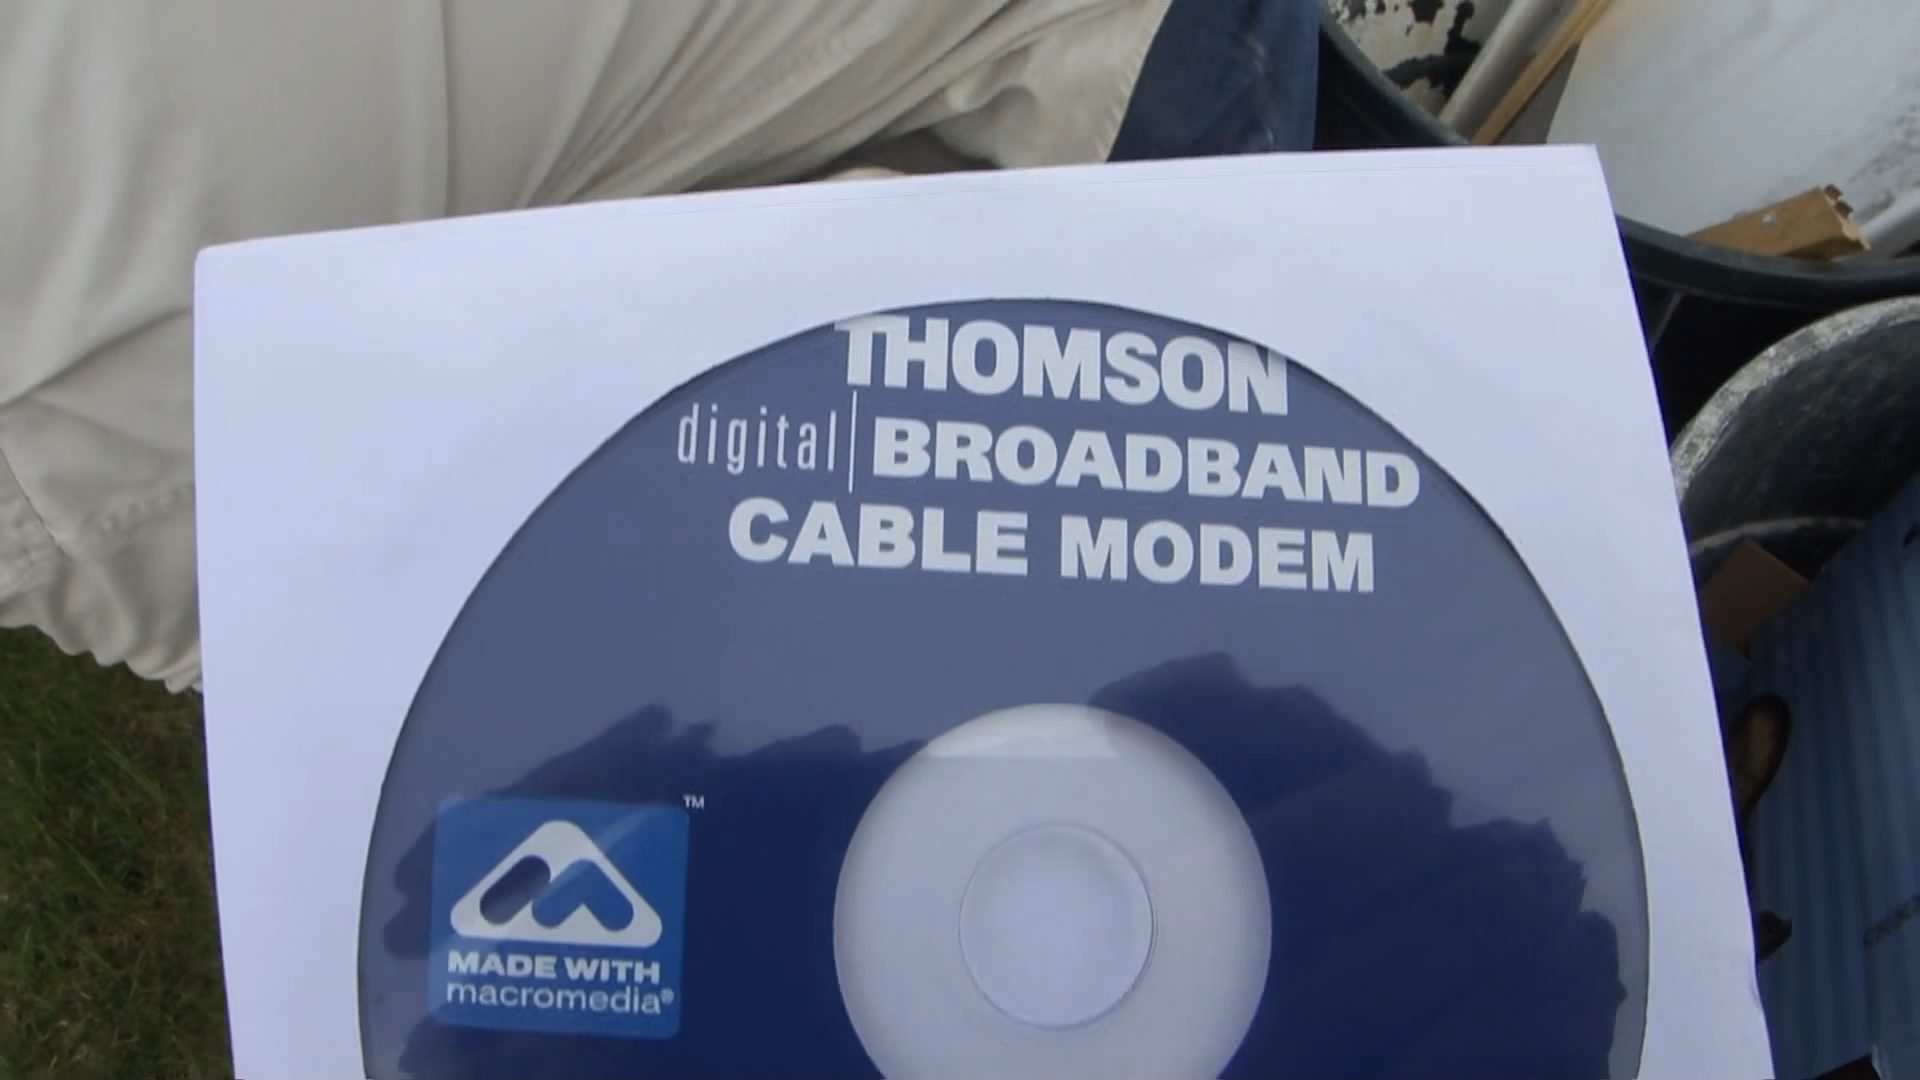 THOMSON
digital | BROADBAND
CABLE MODEM
TM
MADE WITH
macromedia®